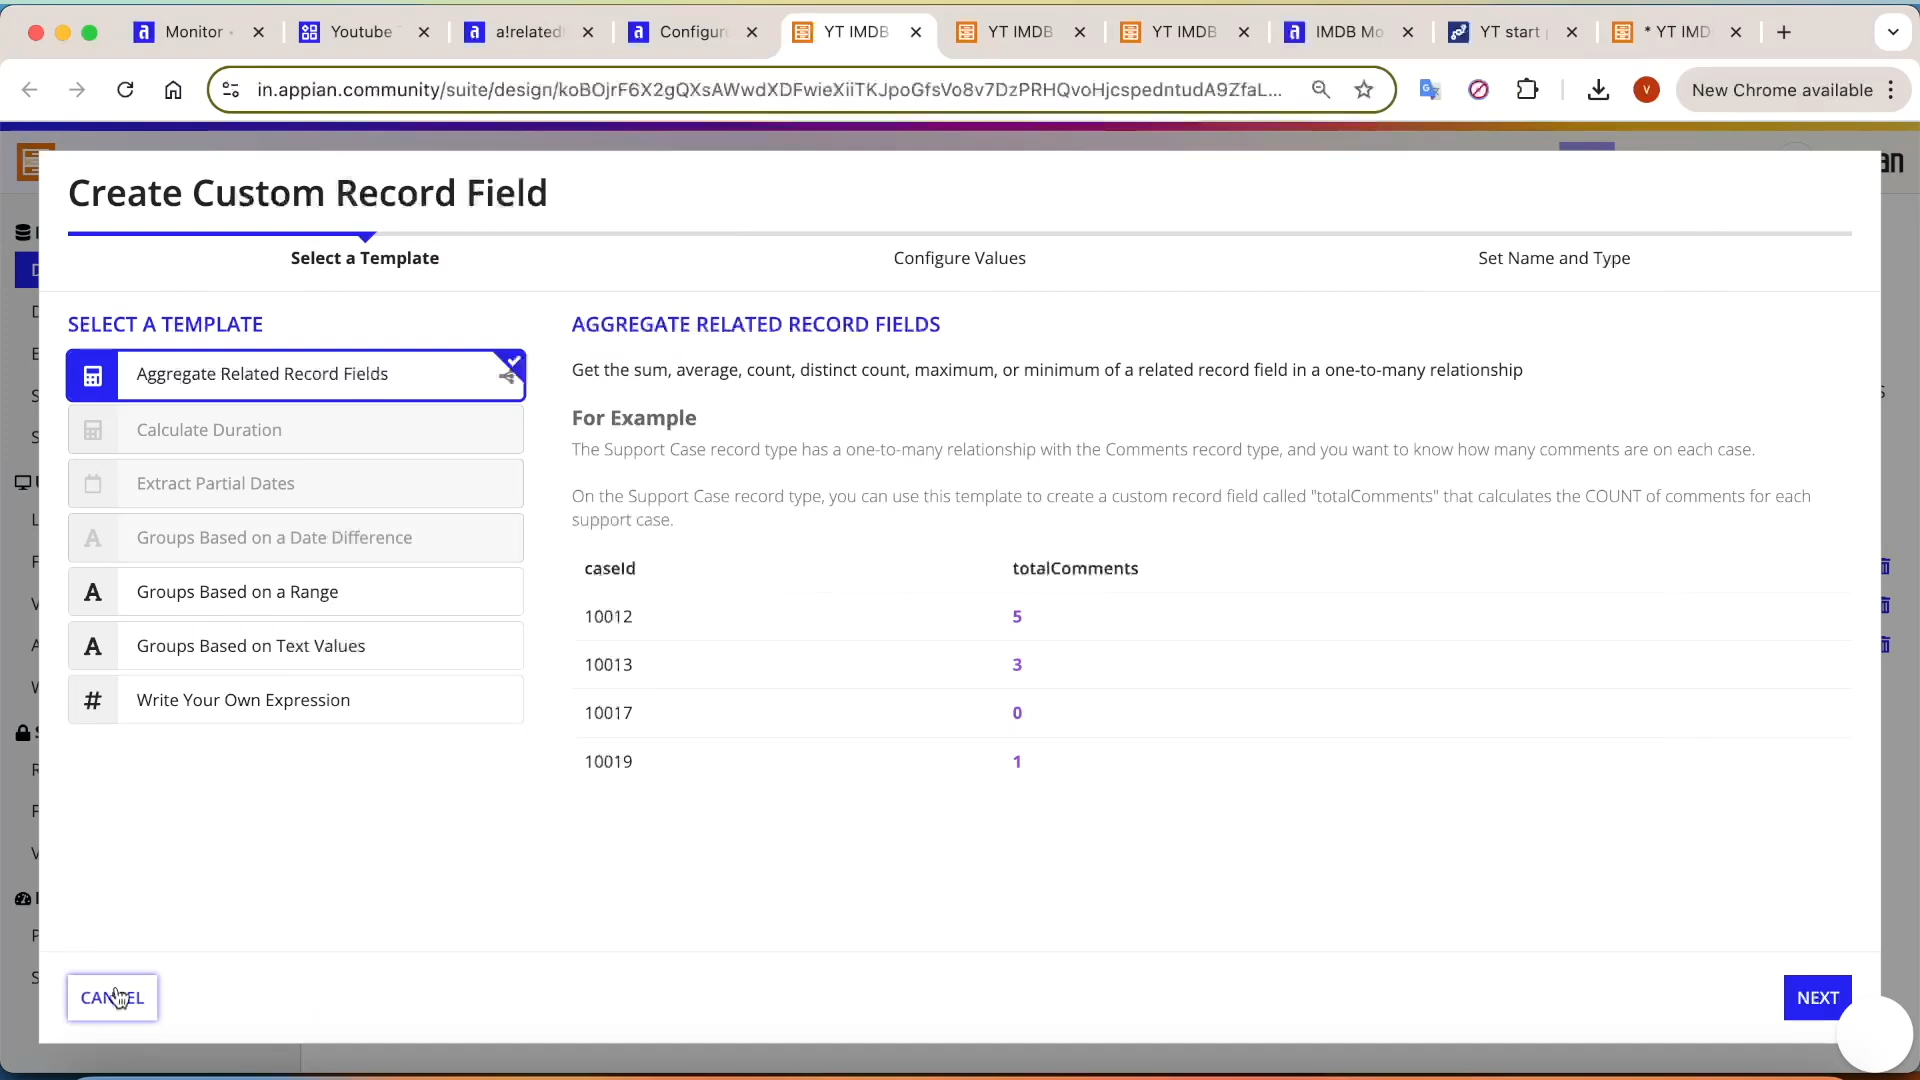 Monitor
Youtube
a!related
Configure
YT IMDB
YT IMDB
YT IMDB
IMDB Mo
YT start
* YT IMD
in.appian.community/suite/design/koBOjrF6X2gQXsAWwdXDFwieXiiTKJpoGfsVo8v7DzPRHQvoHjcspedntudA9ZfaL...
V
New Chrome available
an
Create Custom Record Field
Select a Template
Configure Values
Set Name and Type
SELECT A TEMPLATE
Aggregate Related Record Fields
Calculate Duration
Extract Partial Dates
Groups Based on a Date Difference
A Groups Based on a Range
A Groups Based on Text Values
# Write Your Own Expression
AGGREGATE RELATED RECORD FIELDS
Get the sum, average, count, distinct count, maximum, or minimum of a related record field in a one-to-many relationship
For Example
The Support Case record type has a one-to-many relationship with the Comments record type, and you want to know how many comments are on each case.
On the Support Case record type, you can use this template to create a custom record field called "totalComments" that calculates the COUNT of comments for each
support case.
caseId totalComments
10012 5
10013 3
10017 0
10019 1
CANCEL
NEXT